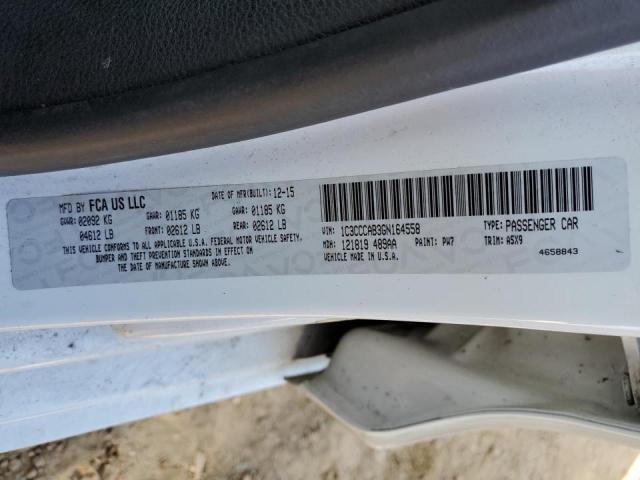 MFD BY FCA US LLC
DATE OF MFR(BUILT): 12-15
GVWR: 02092 KG
04612 LB
GAWR: 01185 KG
FRONT: 02612 LB
GAWR: 01185 KG
REAR: 02612 LB
THIS VEHICLE CONFORMS TO ALL APPLICABLE U.S.A. FEDERAL MOTOR VEHICLE SAFETY,
BUMPER AND THEFT PREVENTION STANDARDS IN EFFECT ON
THE DATE OF MANUFACTURE SHOWN ABOVE.
VIN: 1C3CCCAB3GN164558
TYPE: PASSENGER CAR
MDH: 121819 489AA
PAINT: PW7
TRIM: A5X9
VEHICLE MADE IN U.S.A.
4658843